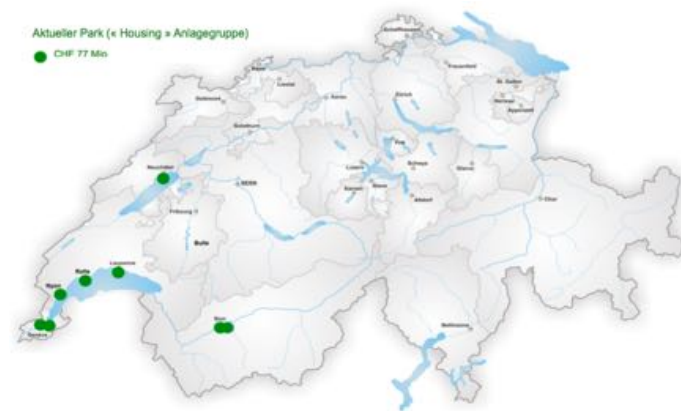 Aktueller Park (« Housing » Anlagegruppe)
CHF 77 Mio
Schaffhausen
Frauenfeld
Basel
Liestal
St. Gallen
Delémont
Aarau
Zürich
Herisau
Appenzell
Solothurn
Zug
Neuchâtel
Luzern
Schwyz
Glarus
BERN
Sarnen
Stans
Altdorf
Chur
Fribourg
Bulle
Lausanne
Rolle
Nyon
Genève
Sion
Bellinzona